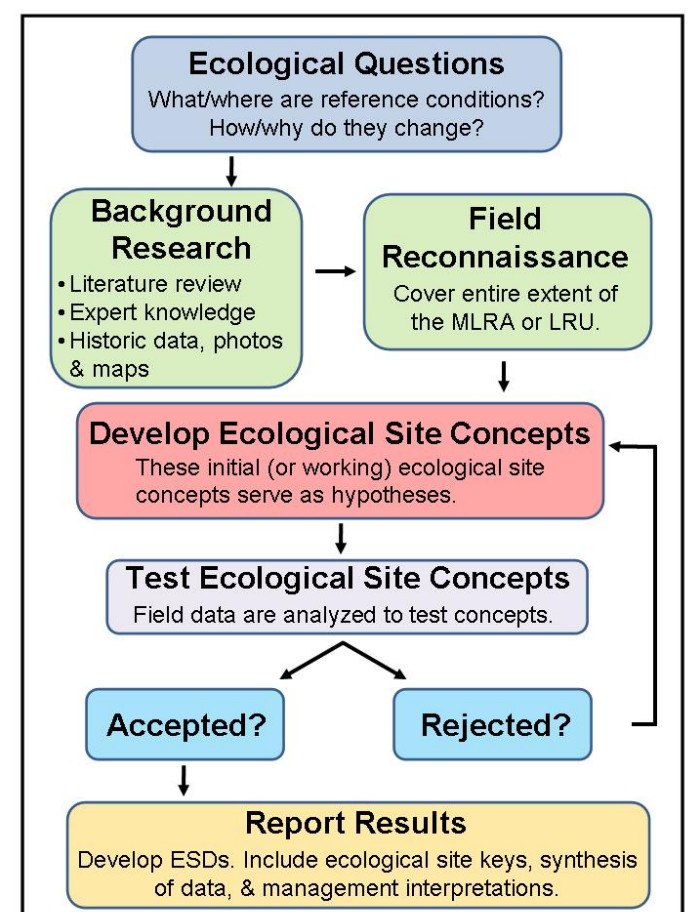 Ecological Questions
What/where are reference conditions?
How/why do they change?
Background
Research
• Literature review
• Expert knowledge
• Historic data, photos
& maps
Field
Reconnaissance
Cover entire extent of
the MLRA or LRU.
Develop Ecological Site Concepts
These initial (or working) ecological site
concepts serve as hypotheses.
Test Ecological Site Concepts
Field data are analyzed to test concepts.
Accepted?
Rejected?
Report Results
Develop ESDs. Include ecological site keys, synthesis
of data, & management interpretations.